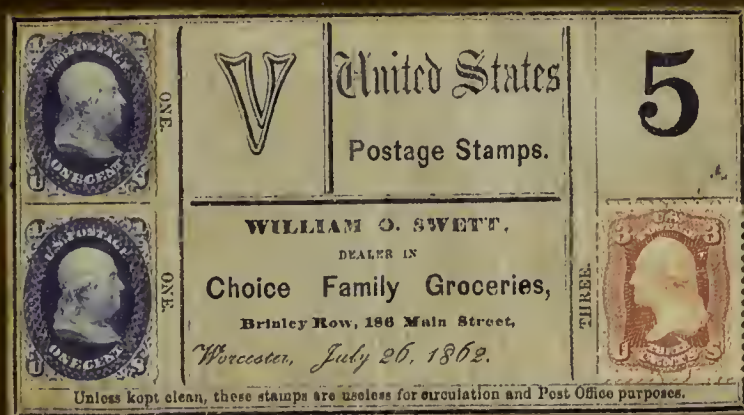 U.S. POSTAGE
ONE CENT
ONE.
U.S. POSTAGE
ONE CENT
ONE.
V
United States
Postage Stamps.
5
WILLIAM O. SWETT,
DEALER IN
Choice Family Groceries,
Brinley Row, 186 Main Street,
Worcester, July 26, 1862.
THREE.
3 3
Unless kept clean, these stamps are useless for circulation and Post Office purposes.